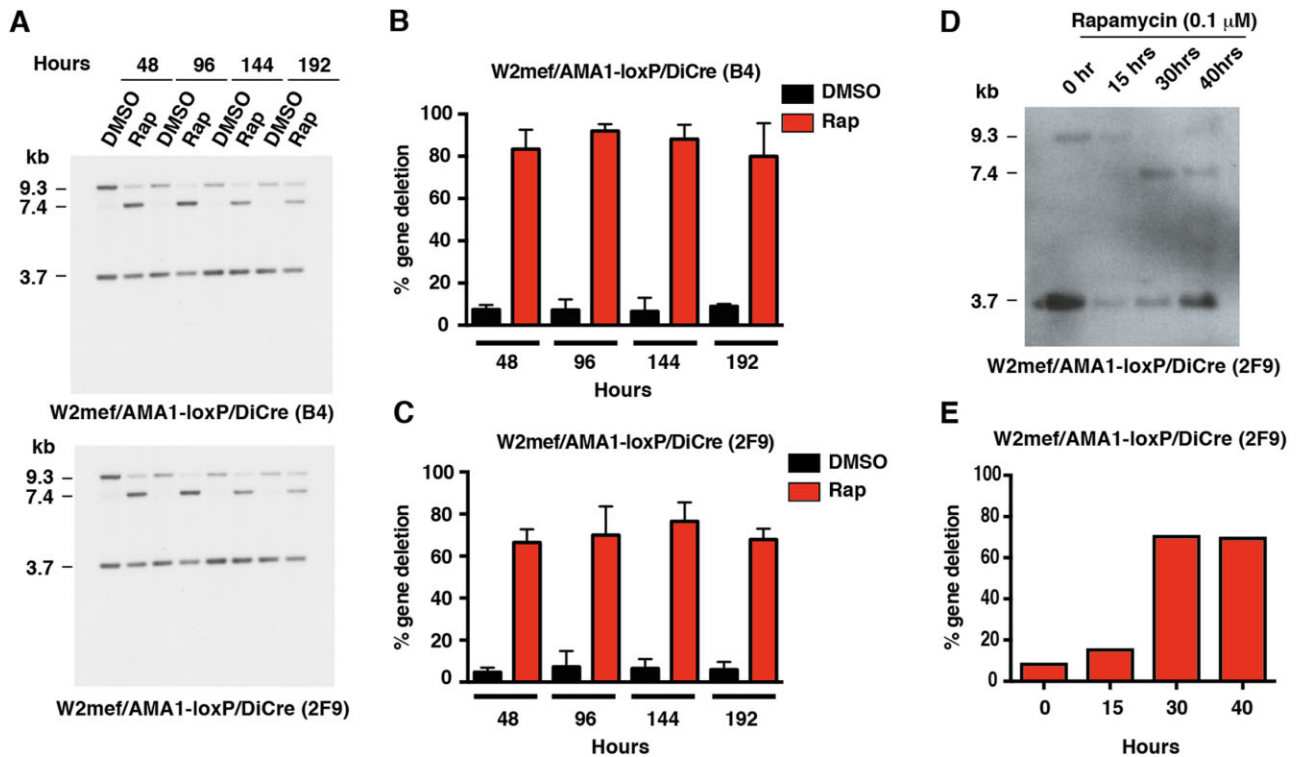 A
Hours 48 96 144 192
DMSO Rap DMSO Rap DMSO Rap DMSO Rap
kb
9.3
7.4
3.7
W2mef/AMA1-loxP/DiCre (B4)
kb
9.3
7.4
3.7
W2mef/AMA1-loxP/DiCre (2F9)
B
W2mef/AMA1-loxP/DiCre (B4)
DMSO
Rap
% gene deletion
100
80
60
40
20
0
48 96 144 192
Hours
C
W2mef/AMA1-loxP/DiCre (2F9)
DMSO
Rap
% gene deletion
100
80
60
40
20
0
48 96 144 192
Hours
D
Rapamycin (0.1 μM)
0 hr 15 hrs 30hrs 40hrs
kb
9.3
7.4
3.7
W2mef/AMA1-loxP/DiCre (2F9)
E
W2mef/AMA1-loxP/DiCre (2F9)
% gene deletion
100
80
60
40
20
0
0 15 30 40
Hours